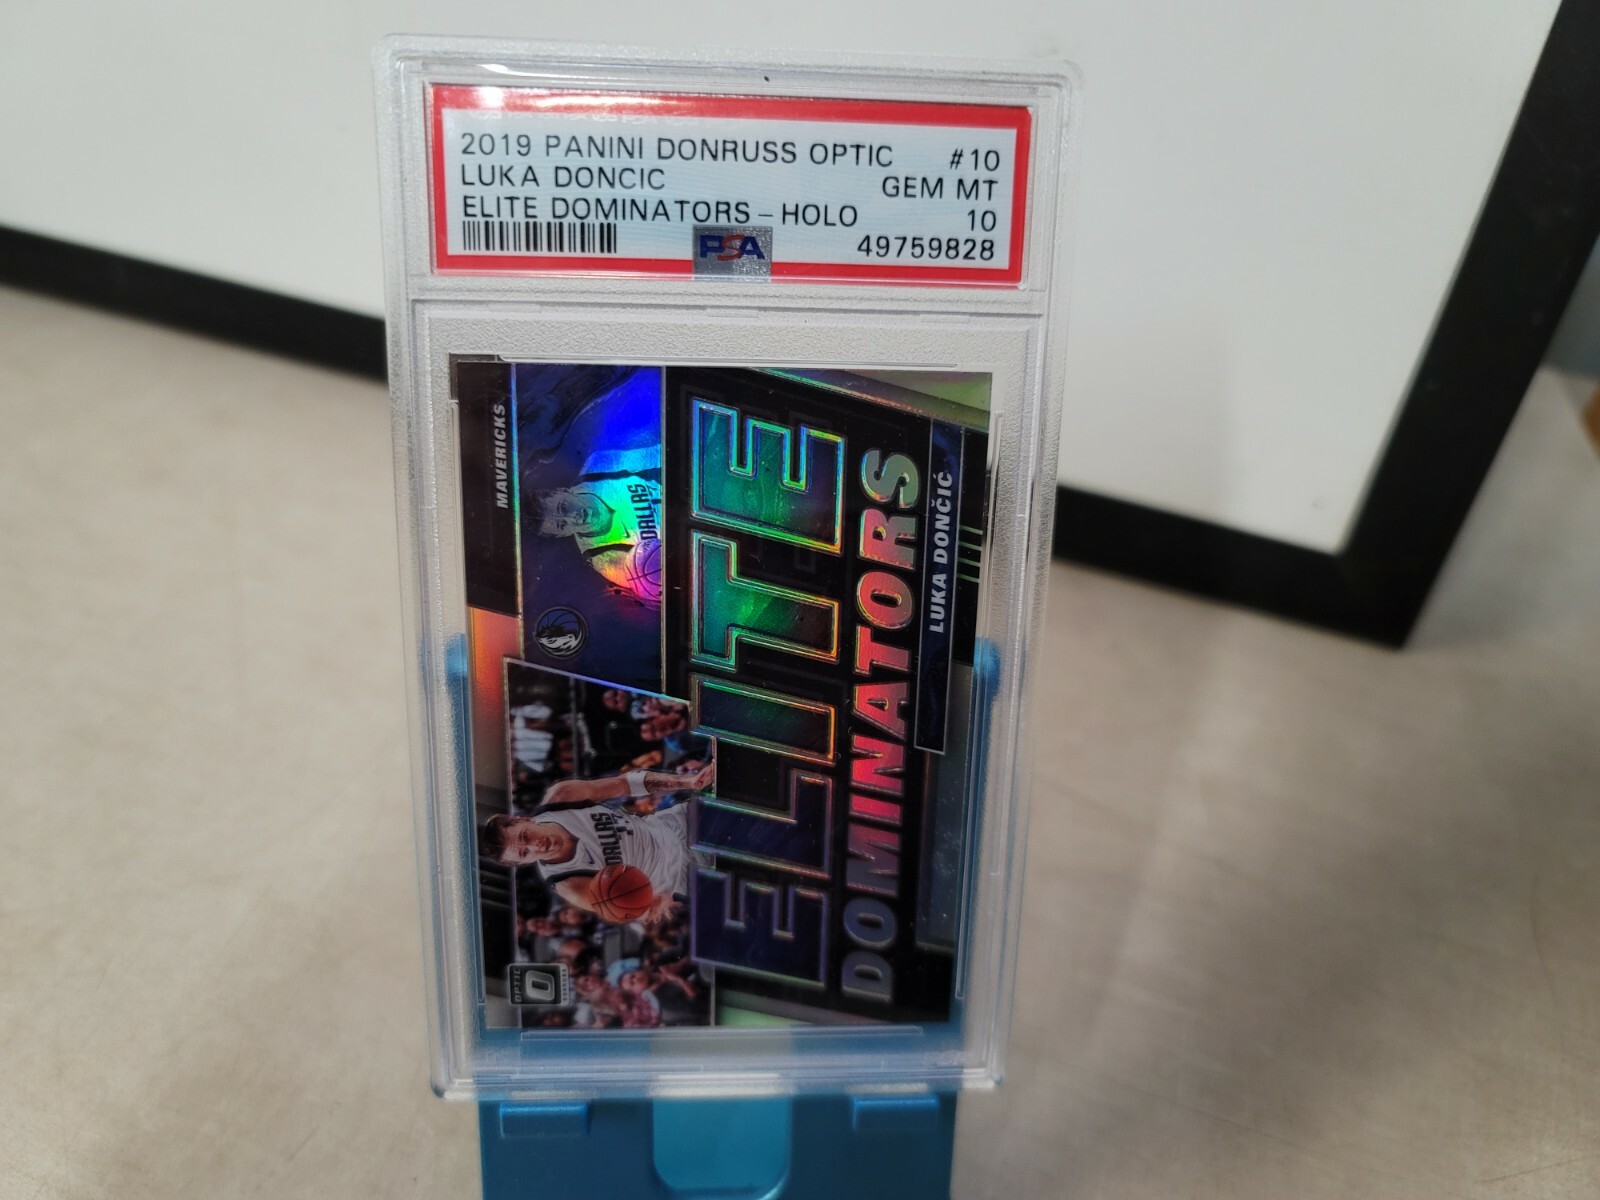 2019 PANINI DONRUSS OPTIC #10
LUKA DONCIC GEM MT
ELITE DOMINATORS - HOLO 10
PSA 49759828
MAVERICKS
DALLAS
DALLAS
ELITE
DOMINATORS
LUKA DONČIĆ
OPTIC
DONRUSS